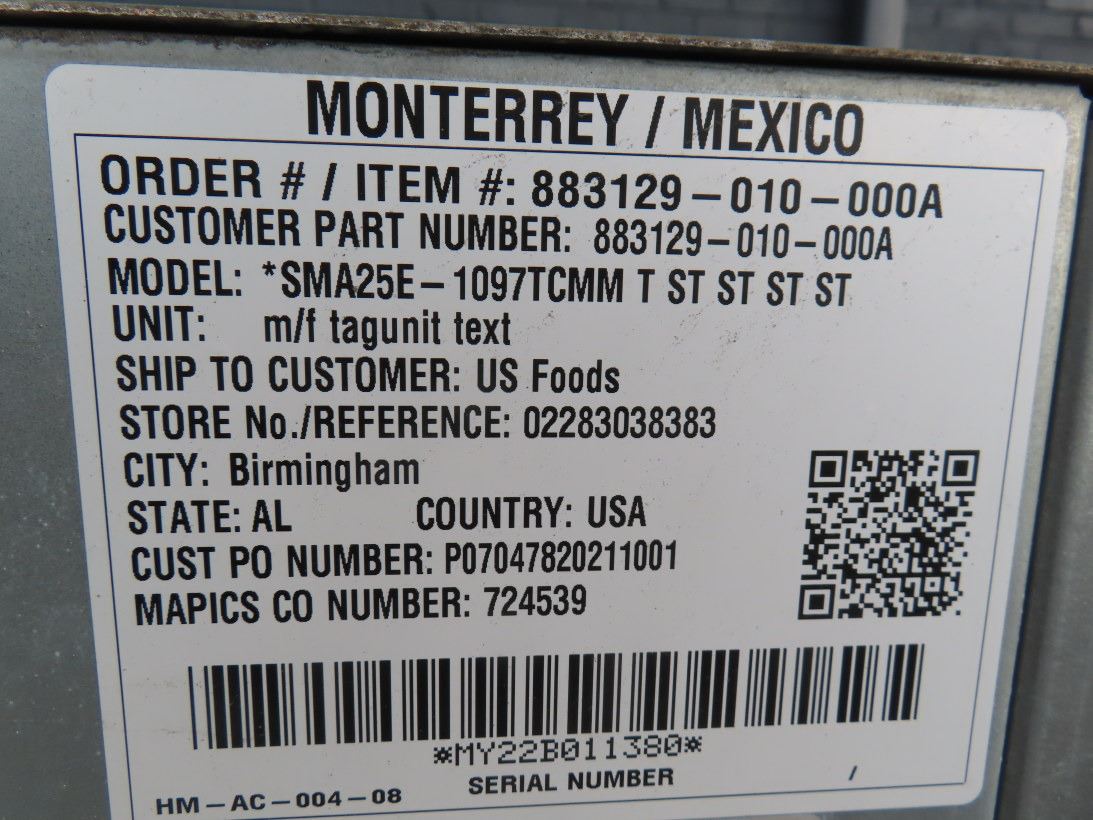 MONTERREY / MEXICO
ORDER # / ITEM #: 883129-010-000A
CUSTOMER PART NUMBER: 883129-010-000A
MODEL: *SMA25E-1097TCMM T ST ST ST ST
UNIT: m/f tagunit text
SHIP TO CUSTOMER: US Foods
STORE No./REFERENCE: 02283038383
CITY: Birmingham
STATE: AL COUNTRY: USA
CUST PO NUMBER: P07047820211001
MAPICS CO NUMBER: 724539
*MY22B011380*
SERIAL NUMBER /
HM-AC-004-08